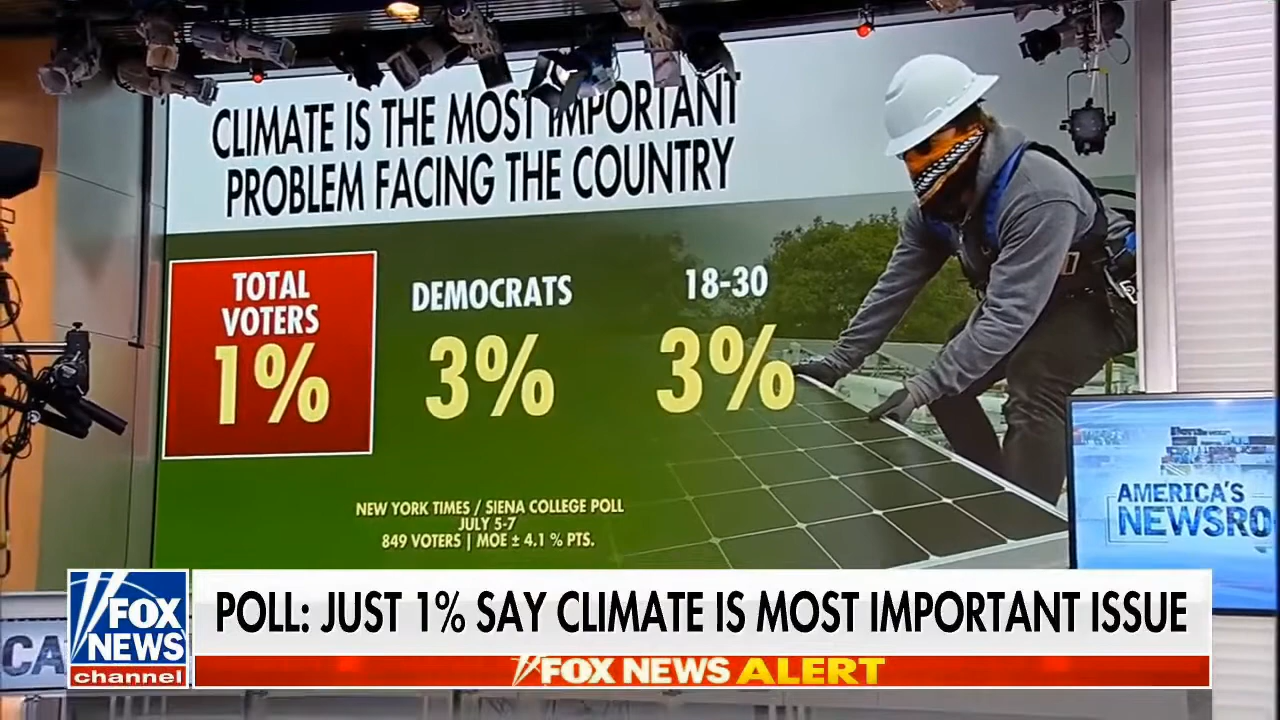 CLIMATE IS THE MOST IMPORTANT
PROBLEM FACING THE COUNTRY
TOTAL
VOTERS
1%
DEMOCRATS
3%
18-30
3%
NEW YORK TIMES / SIENA COLLEGE POLL
JULY 5-7
849 VOTERS | MOE ± 4.1 % PTS.
AMERICA'S
NEWSRO
CA
FOX
NEWS
channel
POLL: JUST 1% SAY CLIMATE IS MOST IMPORTANT ISSUE
FOX NEWS ALERT